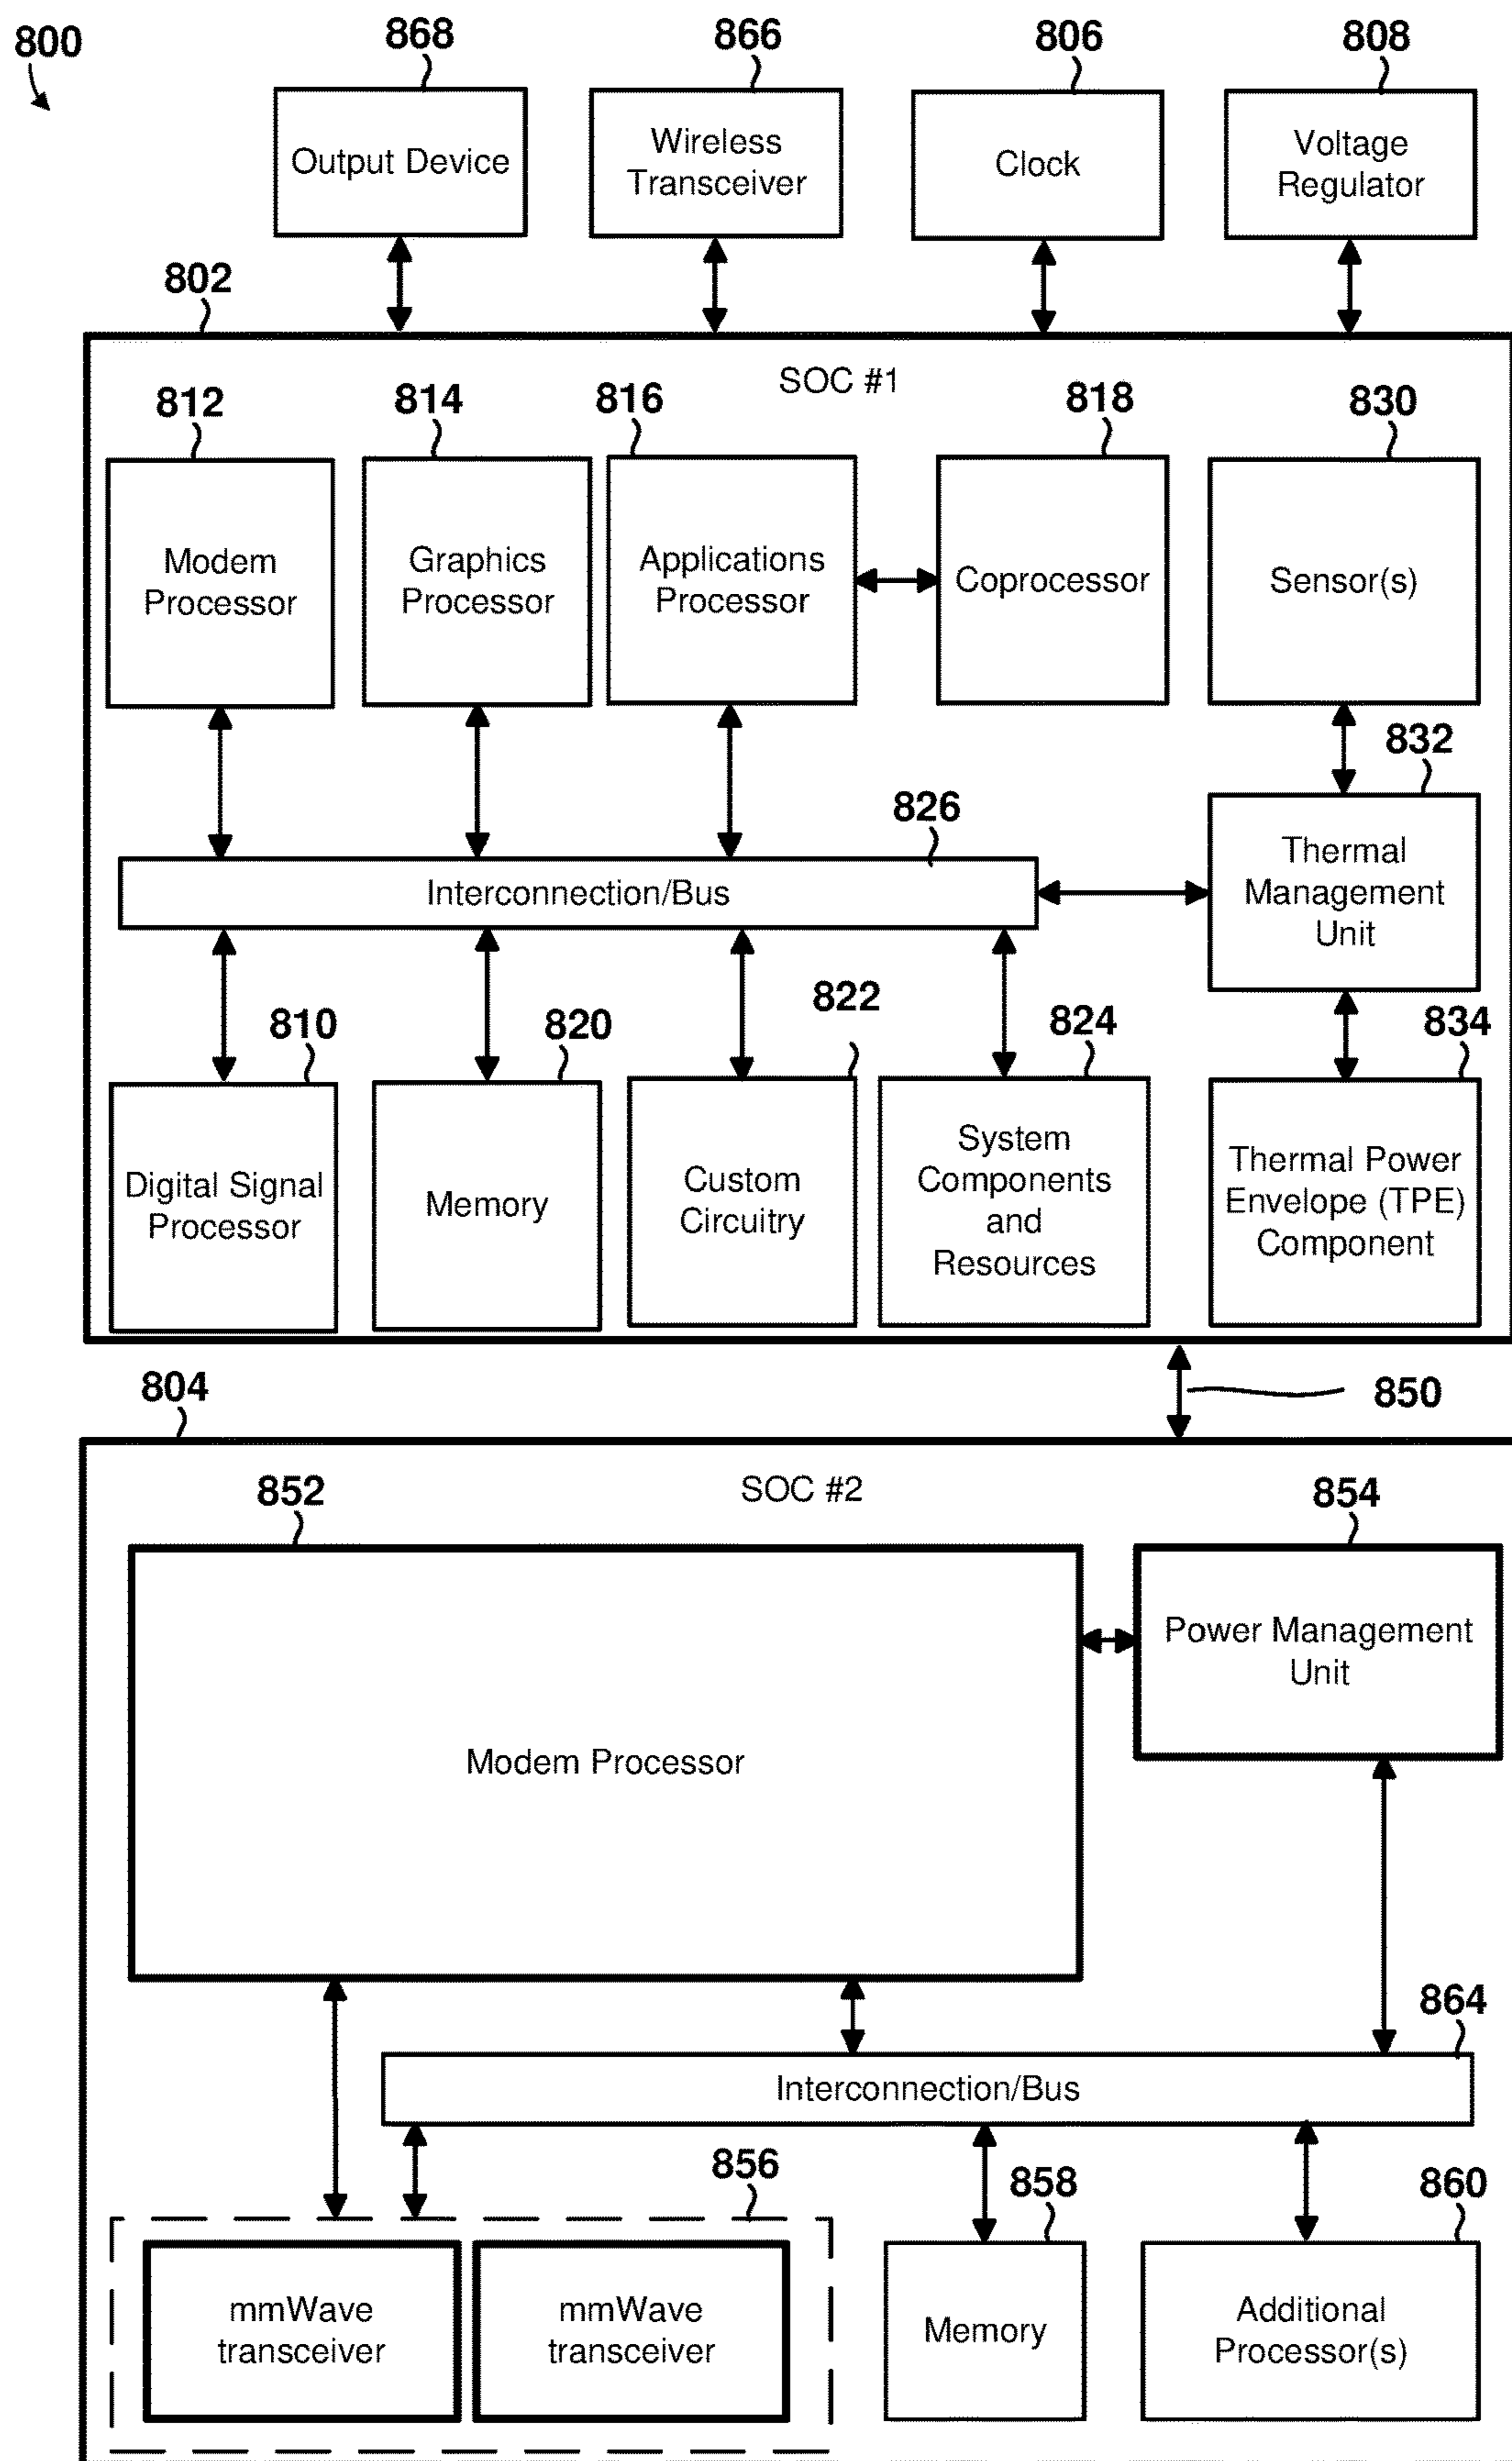 800
868
866
806
808
Output Device
Wireless
Transceiver
Clock
Voltage
Regulator
802
SOC #1
812
814
816
818
830
Modem
Processor
Graphics
Processor
Applications
Processor
Coprocessor
Sensor(s)
832
826
Interconnection/Bus
Thermal
Management
Unit
810
820
822
824
834
Digital Signal
Processor
Memory
Custom
Circuitry
System
Components
and
Resources
Thermal Power
Envelope (TPE)
Component
850
804
SOC #2
852
854
Modem Processor
Power Management
Unit
864
Interconnection/Bus
856
858
860
mmWave
transceiver
mmWave
transceiver
Memory
Additional
Processor(s)